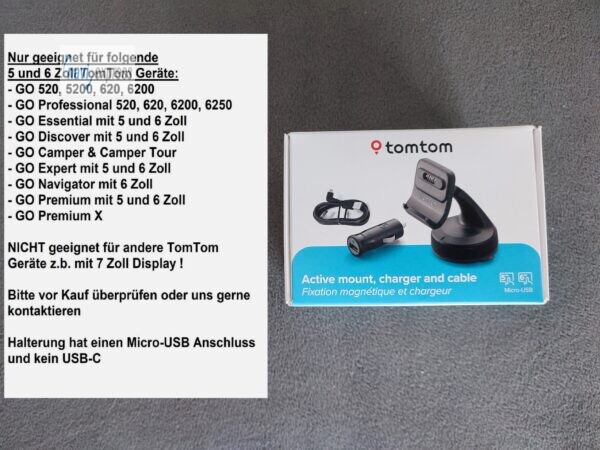 Nur geeignet für folgende
5 und 6 Zoll TomTom Geräte:
- GO 520, 5200, 620, 6200
- GO Professional 520, 620, 6200, 6250
- GO Essential mit 5 und 6 Zoll
- GO Discover mit 5 und 6 Zoll
- GO Camper & Camper Tour
- GO Expert mit 5 und 6 Zoll
- GO Navigator mit 6 Zoll
- GO Premium mit 5 und 6 Zoll
- GO Premium X
NICHT geeignet für andere TomTom
Geräte z.b. mit 7 Zoll Display !
Bitte vor Kauf überprüfen oder uns gerne
kontaktieren
Halterung hat einen Micro-USB Anschluss
und kein USB-C
tomtom
Active mount, charger and cable
Fixation magnétique et chargeur
Micro-USB